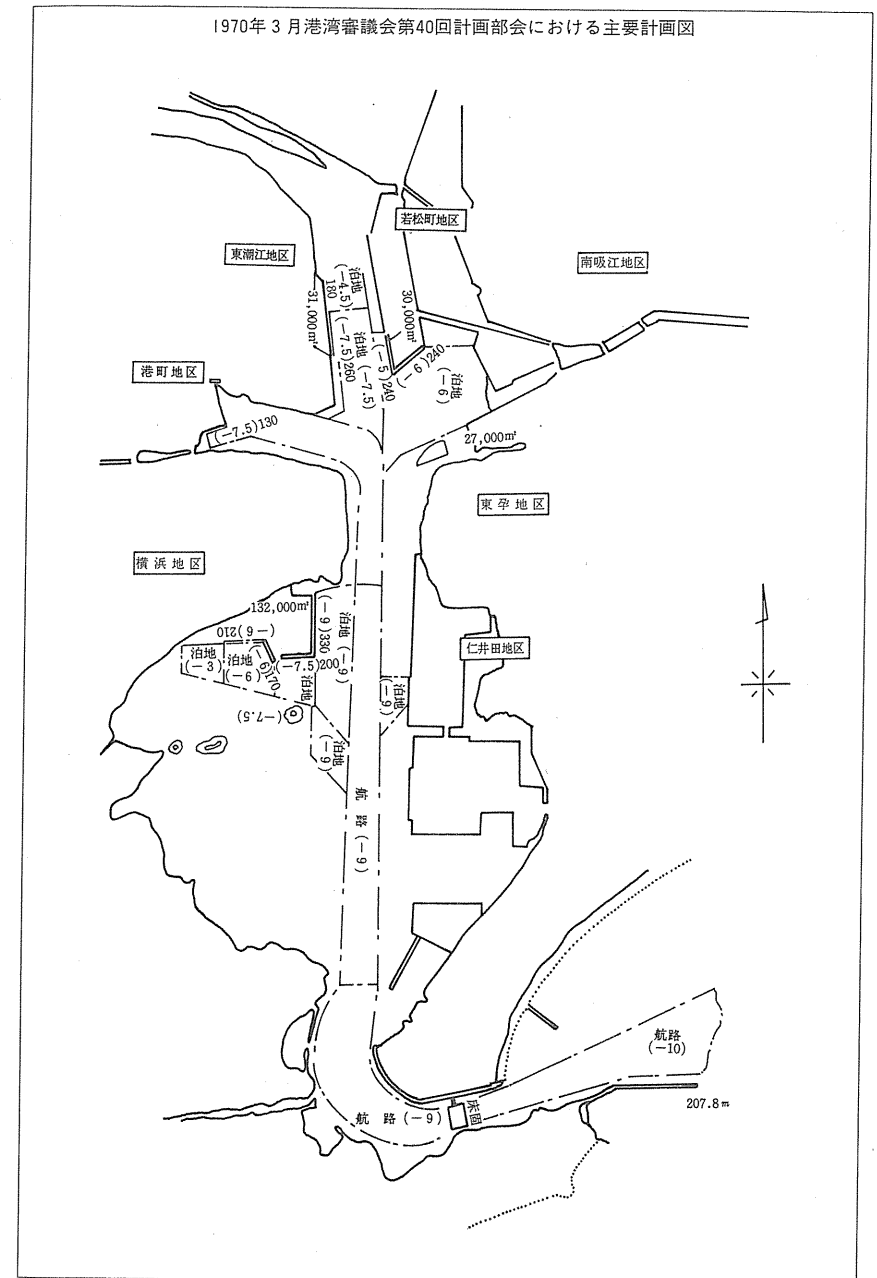 1970年3月港湾審議会第40回計画部会における主要計画図
若松町地区
東潮江地区
南吸江地区
泊地
(-4.5)
180
31,000㎡
30,000㎡
(-7.5)260
泊地
(-7.5)
(-5)240
(-6)240
泊地
(-6)
港町地区
(-7.5)130
27,000㎡
東孕地区
横浜地区
132,000㎡
(-6)210
(-9)330
泊地(-9)
仁井田地区
泊地
(-3)
泊地
(-9)
(-6)170
(-7.5)200
泊地
(-7.5)
泊地
(-9)
泊地
(-9)
航路(-9)
航路
(-10)
207.8m
航路(-9)
床固